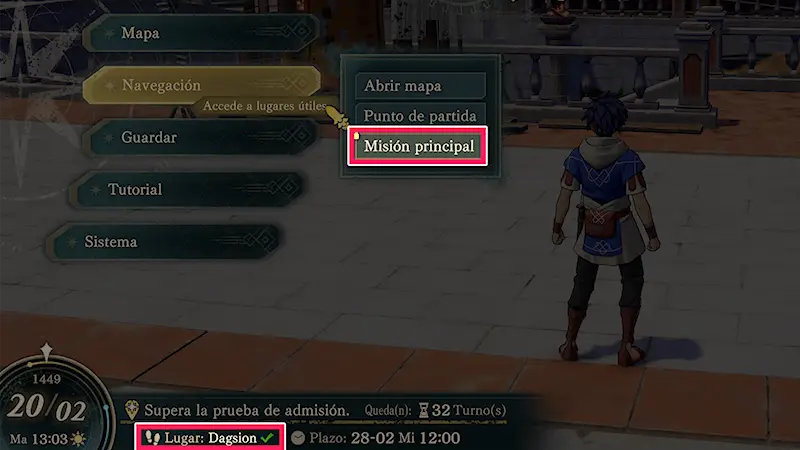 Mapa
Navegación
Accede a lugares útiles
Guardar
Tutorial
Sistema
Abrir mapa
Punto de partida
Misión principal
1449
20/02
Ma 13:03
Supera la prueba de admisión. Queda(n): 32 Turno(s)
Lugar: Dagsion Plazo: 28-02 Mi 12:00